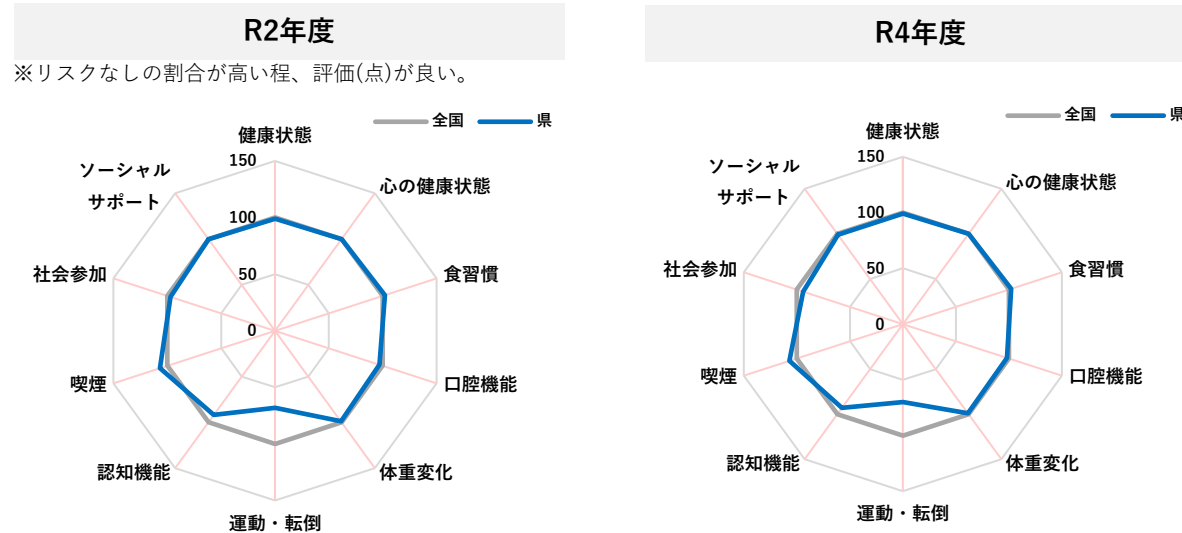 R2年度
※リスクなしの割合が高い程、評価(点)が良い。
全国
県
健康状態
心の健康状態
食習慣
口腔機能
体重変化
運動・転倒
認知機能
喫煙
社会参加
ソーシャル
サポート
150
100
50
0
R4年度
全国
県
健康状態
心の健康状態
食習慣
口腔機能
体重変化
運動・転倒
認知機能
喫煙
社会参加
ソーシャル
サポート
150
100
50
0